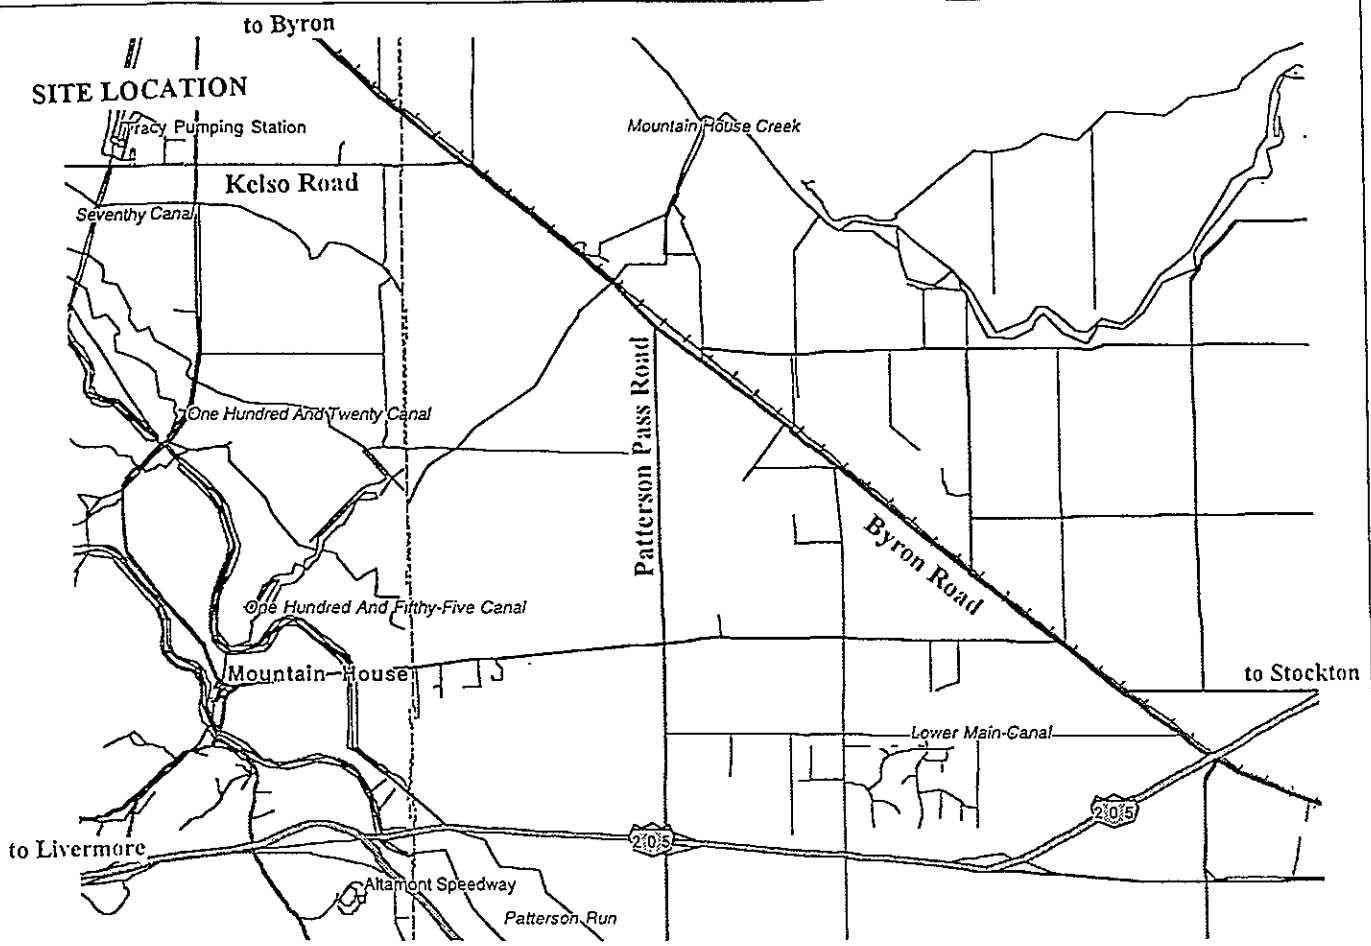 to Byron
SITE LOCATION
Tracy Pumping Station
Mountain House Creek
Kelso Road
Seventhy Canal
Patterson Pass Road
One Hundred And Twenty Canal
Byron Road
One Hundred And Fifthy-Five Canal
Mountain House
to Stockton
Lower Main Canal
205
205
to Livermore
Altamont Speedway
Patterson Run